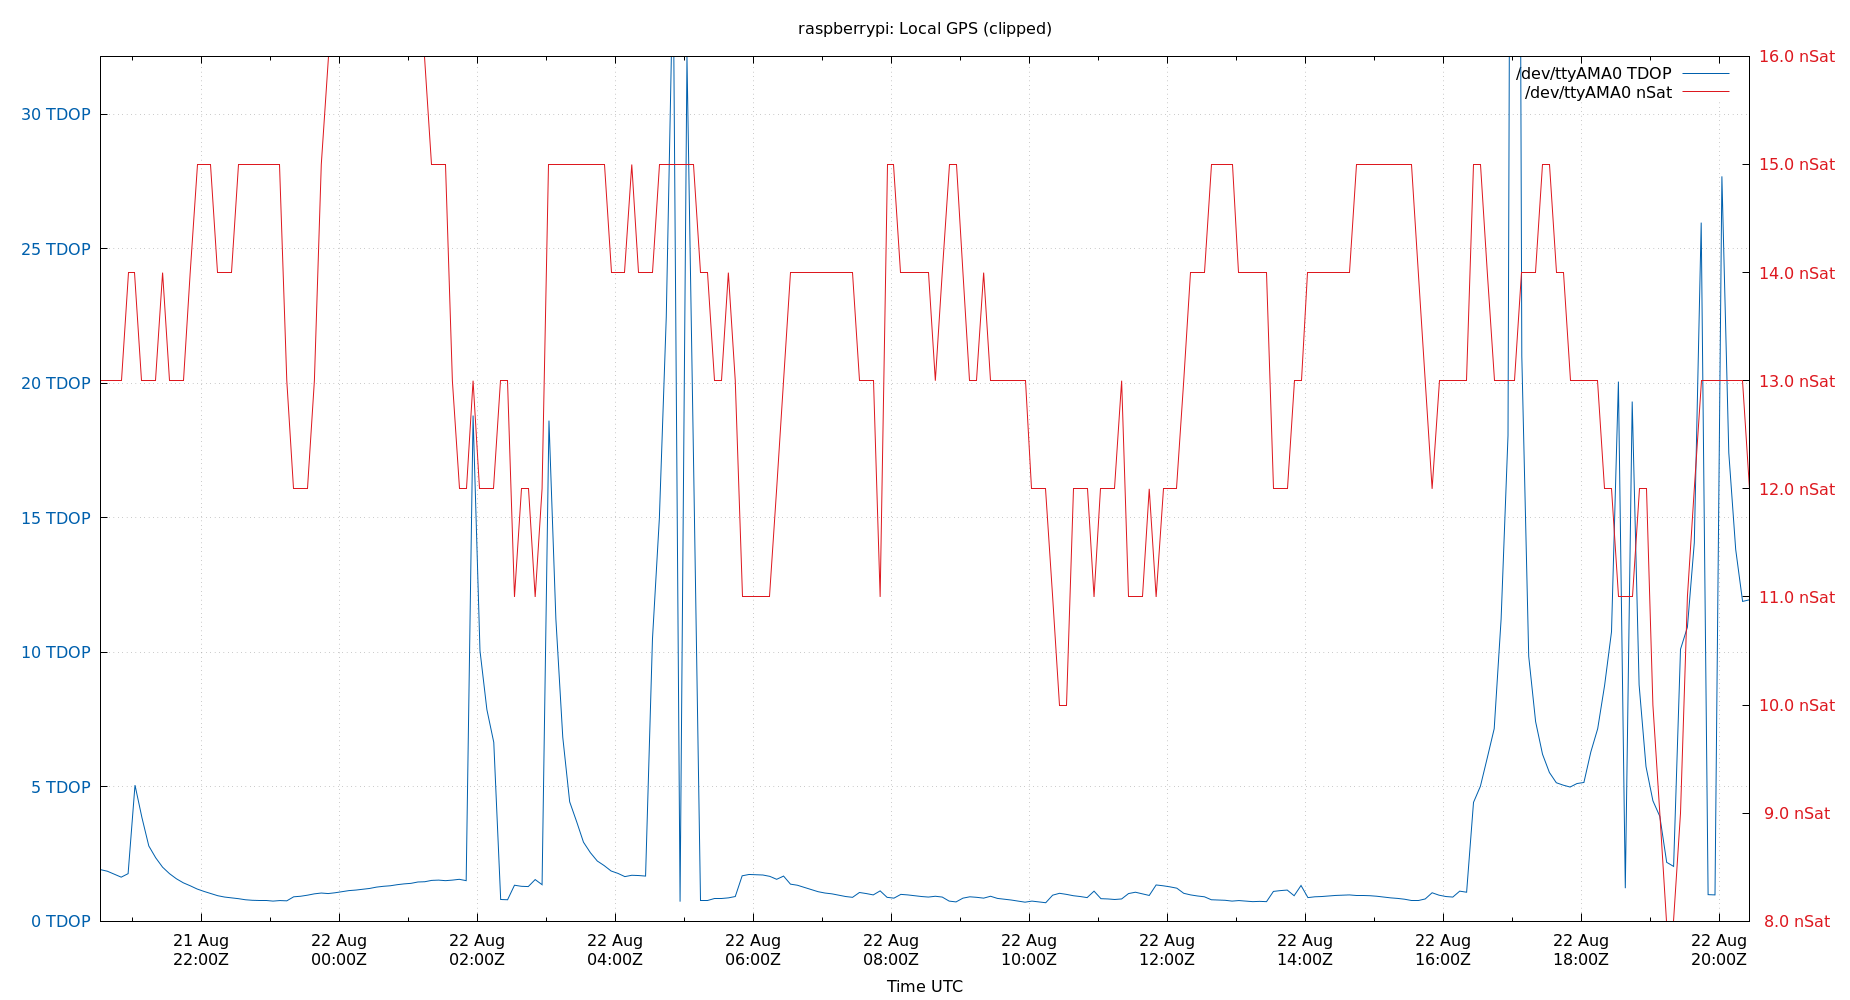 raspberrypi: Local GPS (clipped)
/dev/ttyAMA0 TDOP
/dev/ttyAMA0 nSat
30 TDOP
25 TDOP
20 TDOP
15 TDOP
10 TDOP
5 TDOP
0 TDOP
16.0 nSat
15.0 nSat
14.0 nSat
13.0 nSat
12.0 nSat
11.0 nSat
10.0 nSat
9.0 nSat
8.0 nSat
21 Aug
22:00Z
22 Aug
00:00Z
22 Aug
02:00Z
22 Aug
04:00Z
22 Aug
06:00Z
22 Aug
08:00Z
22 Aug
10:00Z
22 Aug
12:00Z
22 Aug
14:00Z
22 Aug
16:00Z
22 Aug
18:00Z
22 Aug
20:00Z
Time UTC